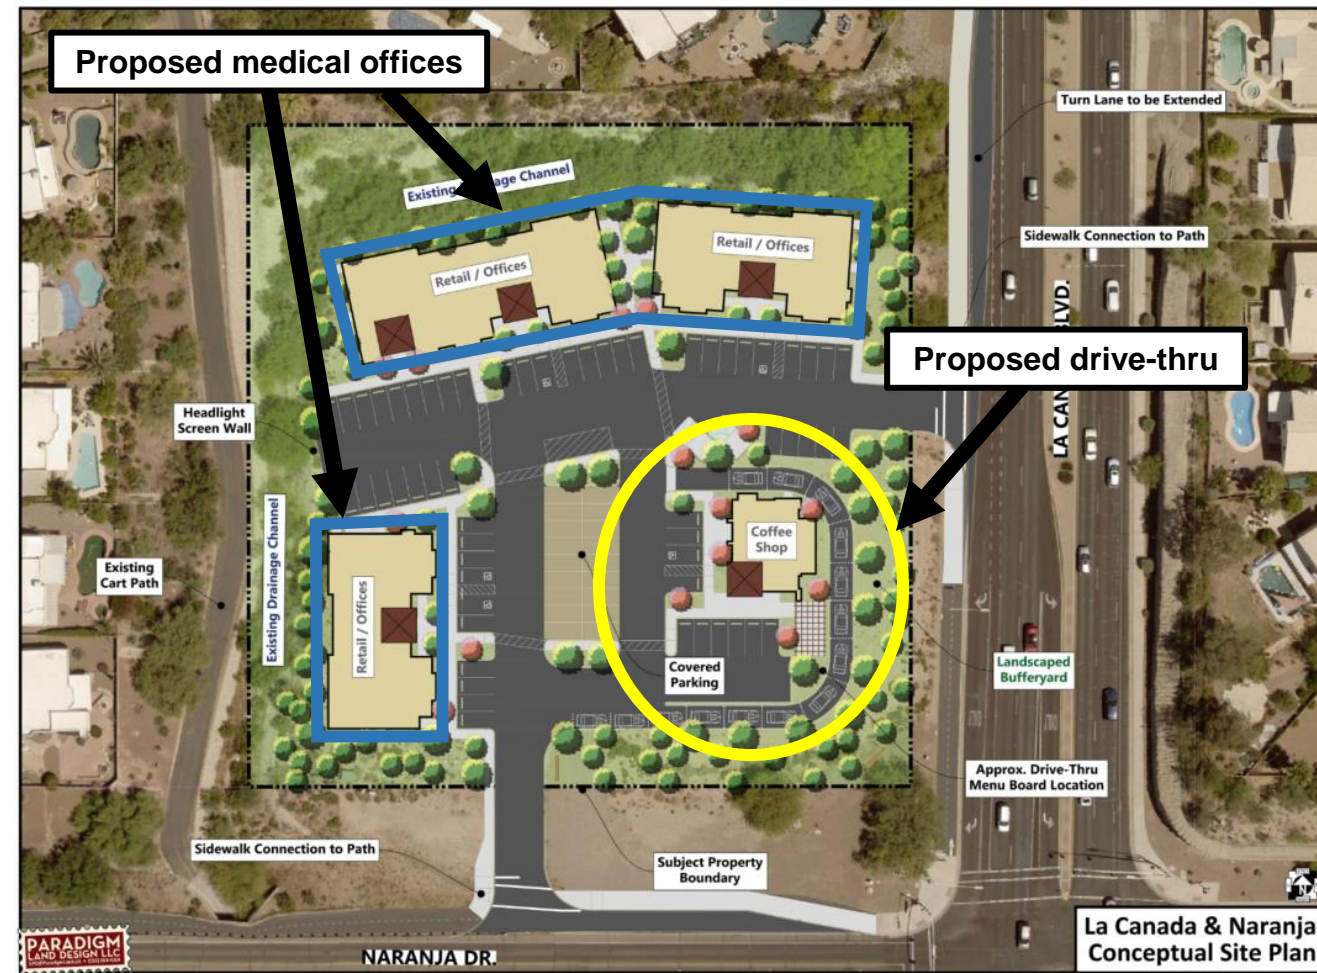 Proposed medical offices
Turn Lane to be Extended
Existing
age Channel
Sidewalk Connection to Path
Retail / Offices
Retail / Offices
LA CAN
BLVD.
Proposed drive-thru
Headlight
Screen Wall
Coffee
Shop
Existing
Cart Path
Existing Drainage Channel
Retail / Offices
Covered
Parking
Landscaped
Bufferyard
Approx. Drive-Thru
Menu Board Location
Sidewalk Connection to Path
Subject Property
Boundary
N
PARADIGM
LAND DESIGN LLC
NARANJA DR.
La Canada & Naranja
Conceptual Site Plan